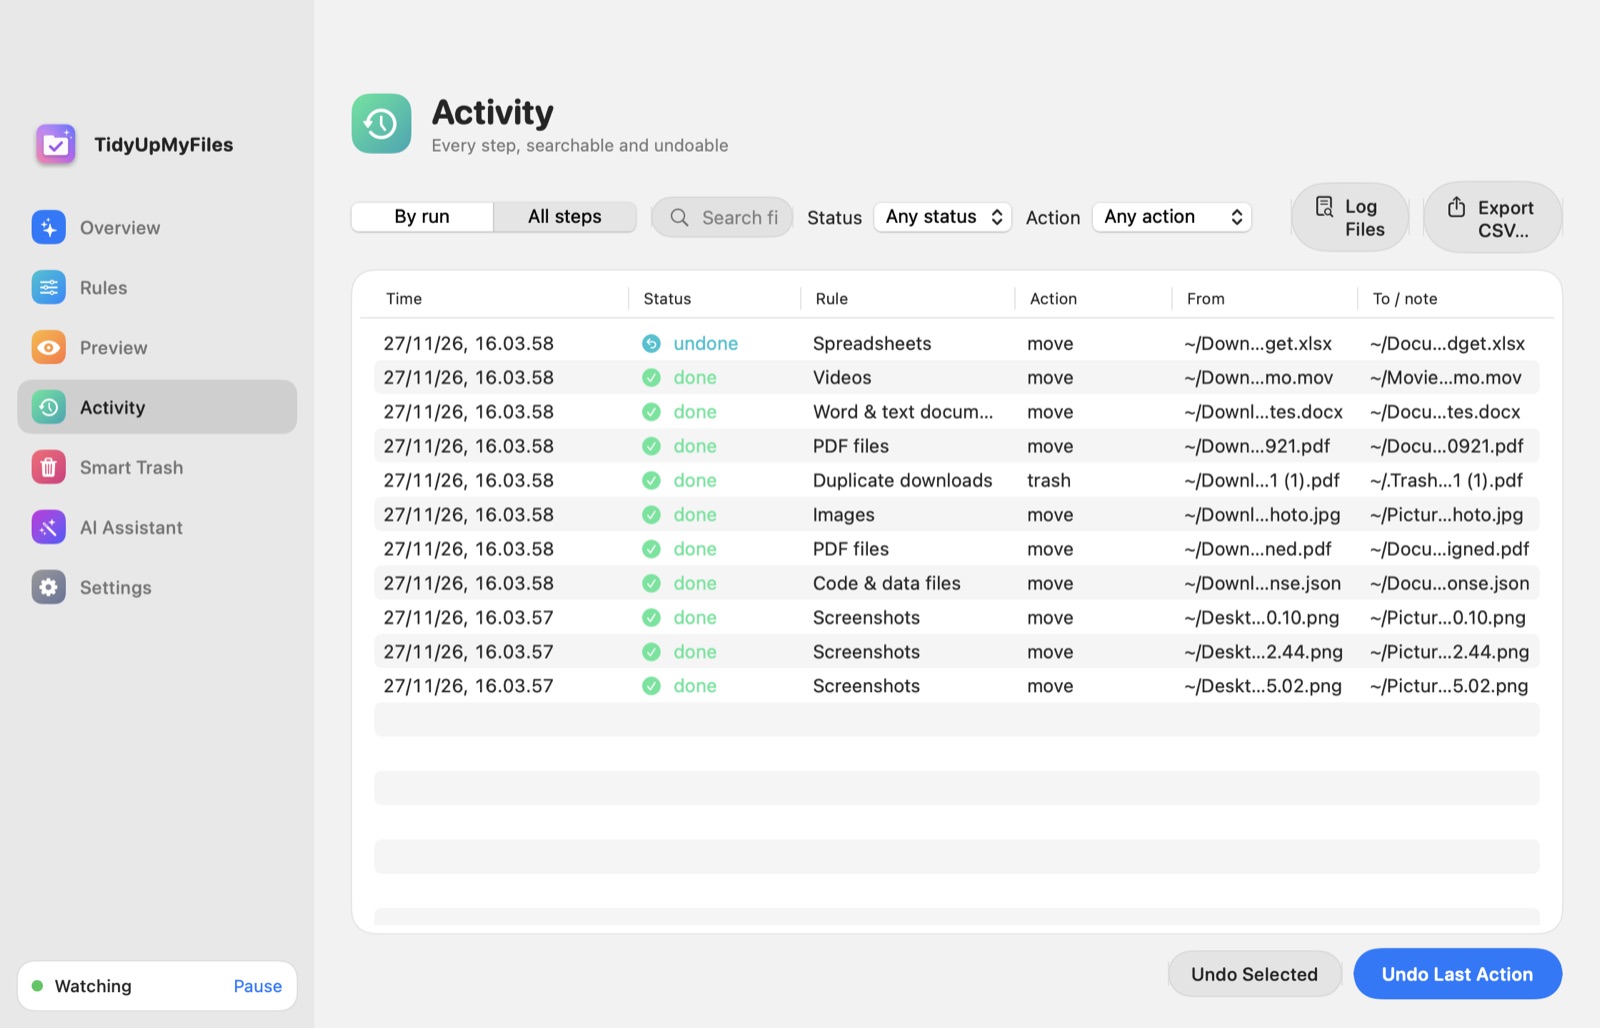 TidyUpMyFiles
Overview
Rules
Preview
Activity
Smart Trash
AI Assistant
Settings
Watching Pause
Activity
Every step, searchable and undoable
By run All steps Search fi Status Any status Action Any action
Log
Files
Export
CSV...
Time Status Rule Action From To / note
27/11/26, 16.03.58 undone Spreadsheets move ~/Down...get.xlsx ~/Docu...dget.xlsx
27/11/26, 16.03.58 done Videos move ~/Down...mo.mov ~/Movie...mo.mov
27/11/26, 16.03.58 done Word & text docum... move ~/Downl...tes.docx ~/Docu...tes.docx
27/11/26, 16.03.58 done PDF files move ~/Down...921.pdf ~/Docu...0921.pdf
27/11/26, 16.03.58 done Duplicate downloads trash ~/Downl...1 (1).pdf ~/.Trash...1 (1).pdf
27/11/26, 16.03.58 done Images move ~/Downl...hoto.jpg ~/Pictur...hoto.jpg
27/11/26, 16.03.58 done PDF files move ~/Down...ned.pdf ~/Docu...igned.pdf
27/11/26, 16.03.58 done Code & data files move ~/Downl...nse.json ~/Docu...onse.json
27/11/26, 16.03.57 done Screenshots move ~/Deskt...0.10.png ~/Pictur...0.10.png
27/11/26, 16.03.57 done Screenshots move ~/Deskt...2.44.png ~/Pictur...2.44.png
27/11/26, 16.03.57 done Screenshots move ~/Deskt...5.02.png ~/Pictur...5.02.png
Undo Selected Undo Last Action